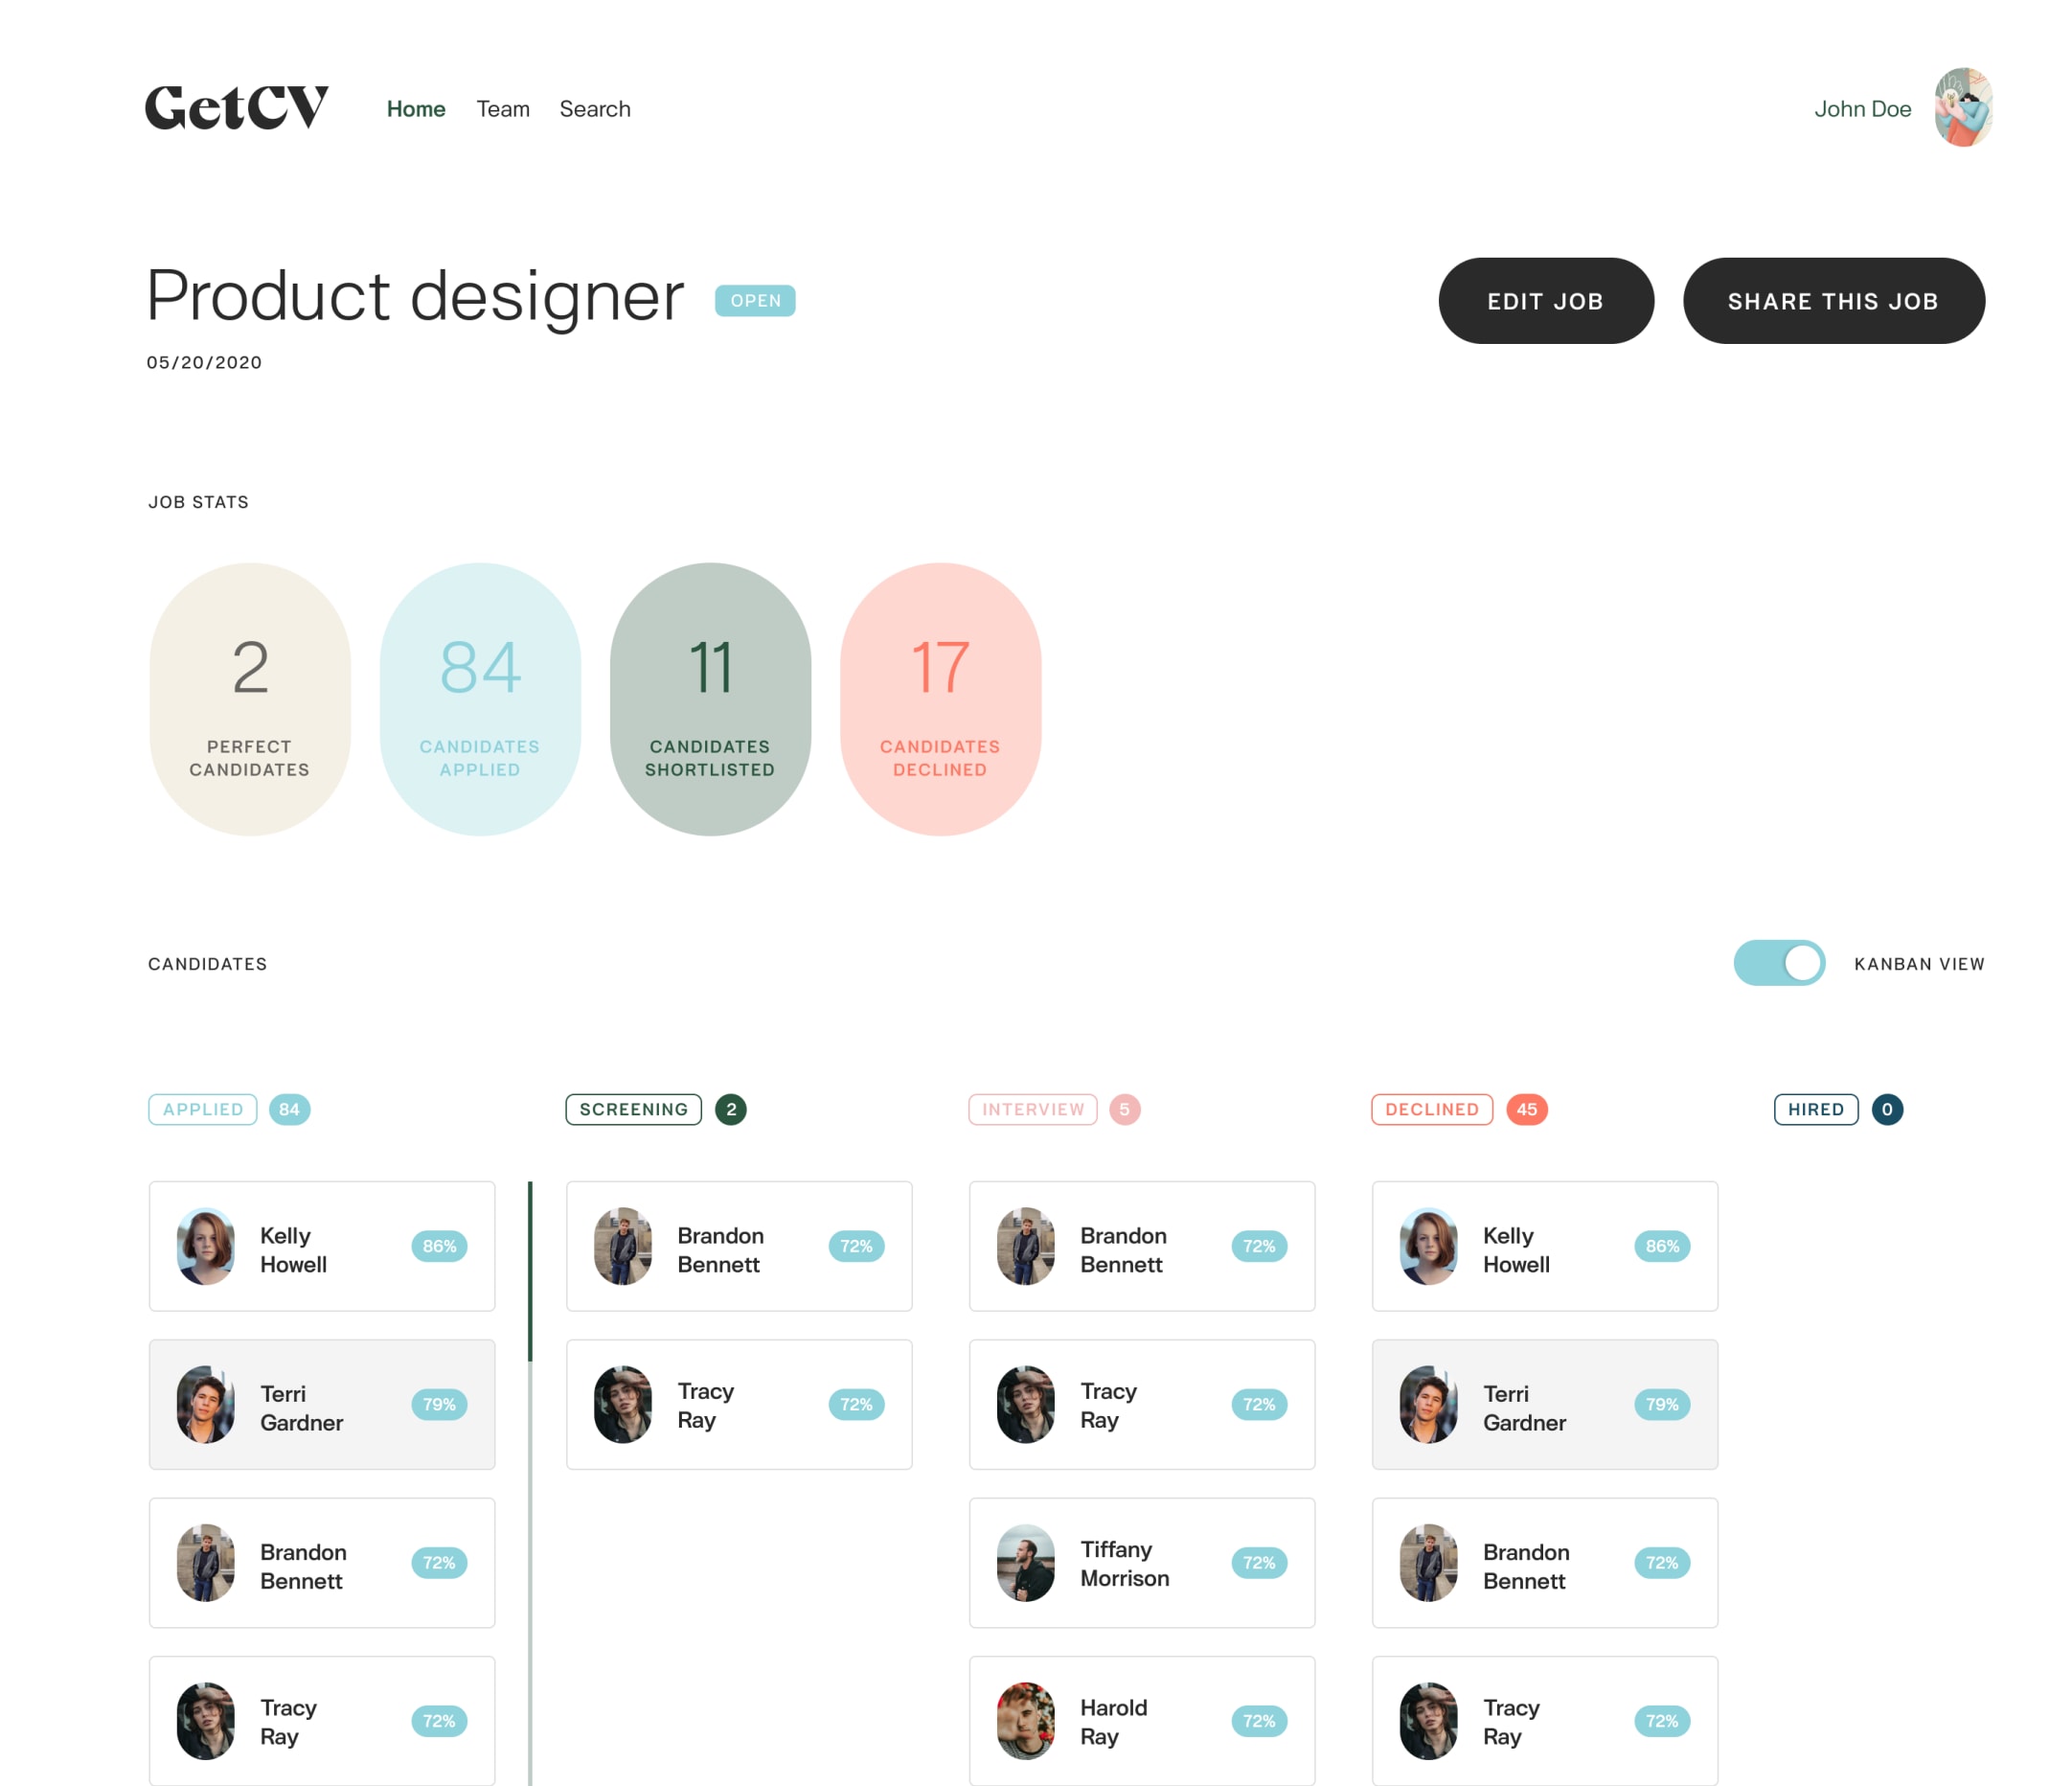 GetCV
Home
Team
Search
John Doe
Product designer
OPEN
EDIT JOB
SHARE THIS JOB
05/20/2020
JOB STATS
2
PERFECT
CANDIDATES
84
CANDIDATES
APPLIED
11
CANDIDATES
SHORTLISTED
17
CANDIDATES
DECLINED
CANDIDATES
KANBAN VIEW
APPLIED
84
Kelly
Howell
86%
Terri
Gardner
79%
Brandon
Bennett
72%
Tracy
Ray
72%
SCREENING
2
Brandon
Bennett
72%
Tracy
Ray
72%
INTERVIEW
5
Brandon
Bennett
72%
Tracy
Ray
72%
Tiffany
Morrison
72%
Harold
Ray
72%
DECLINED
45
Kelly
Howell
86%
Terri
Gardner
79%
Brandon
Bennett
72%
Tracy
Ray
72%
HIRED
0